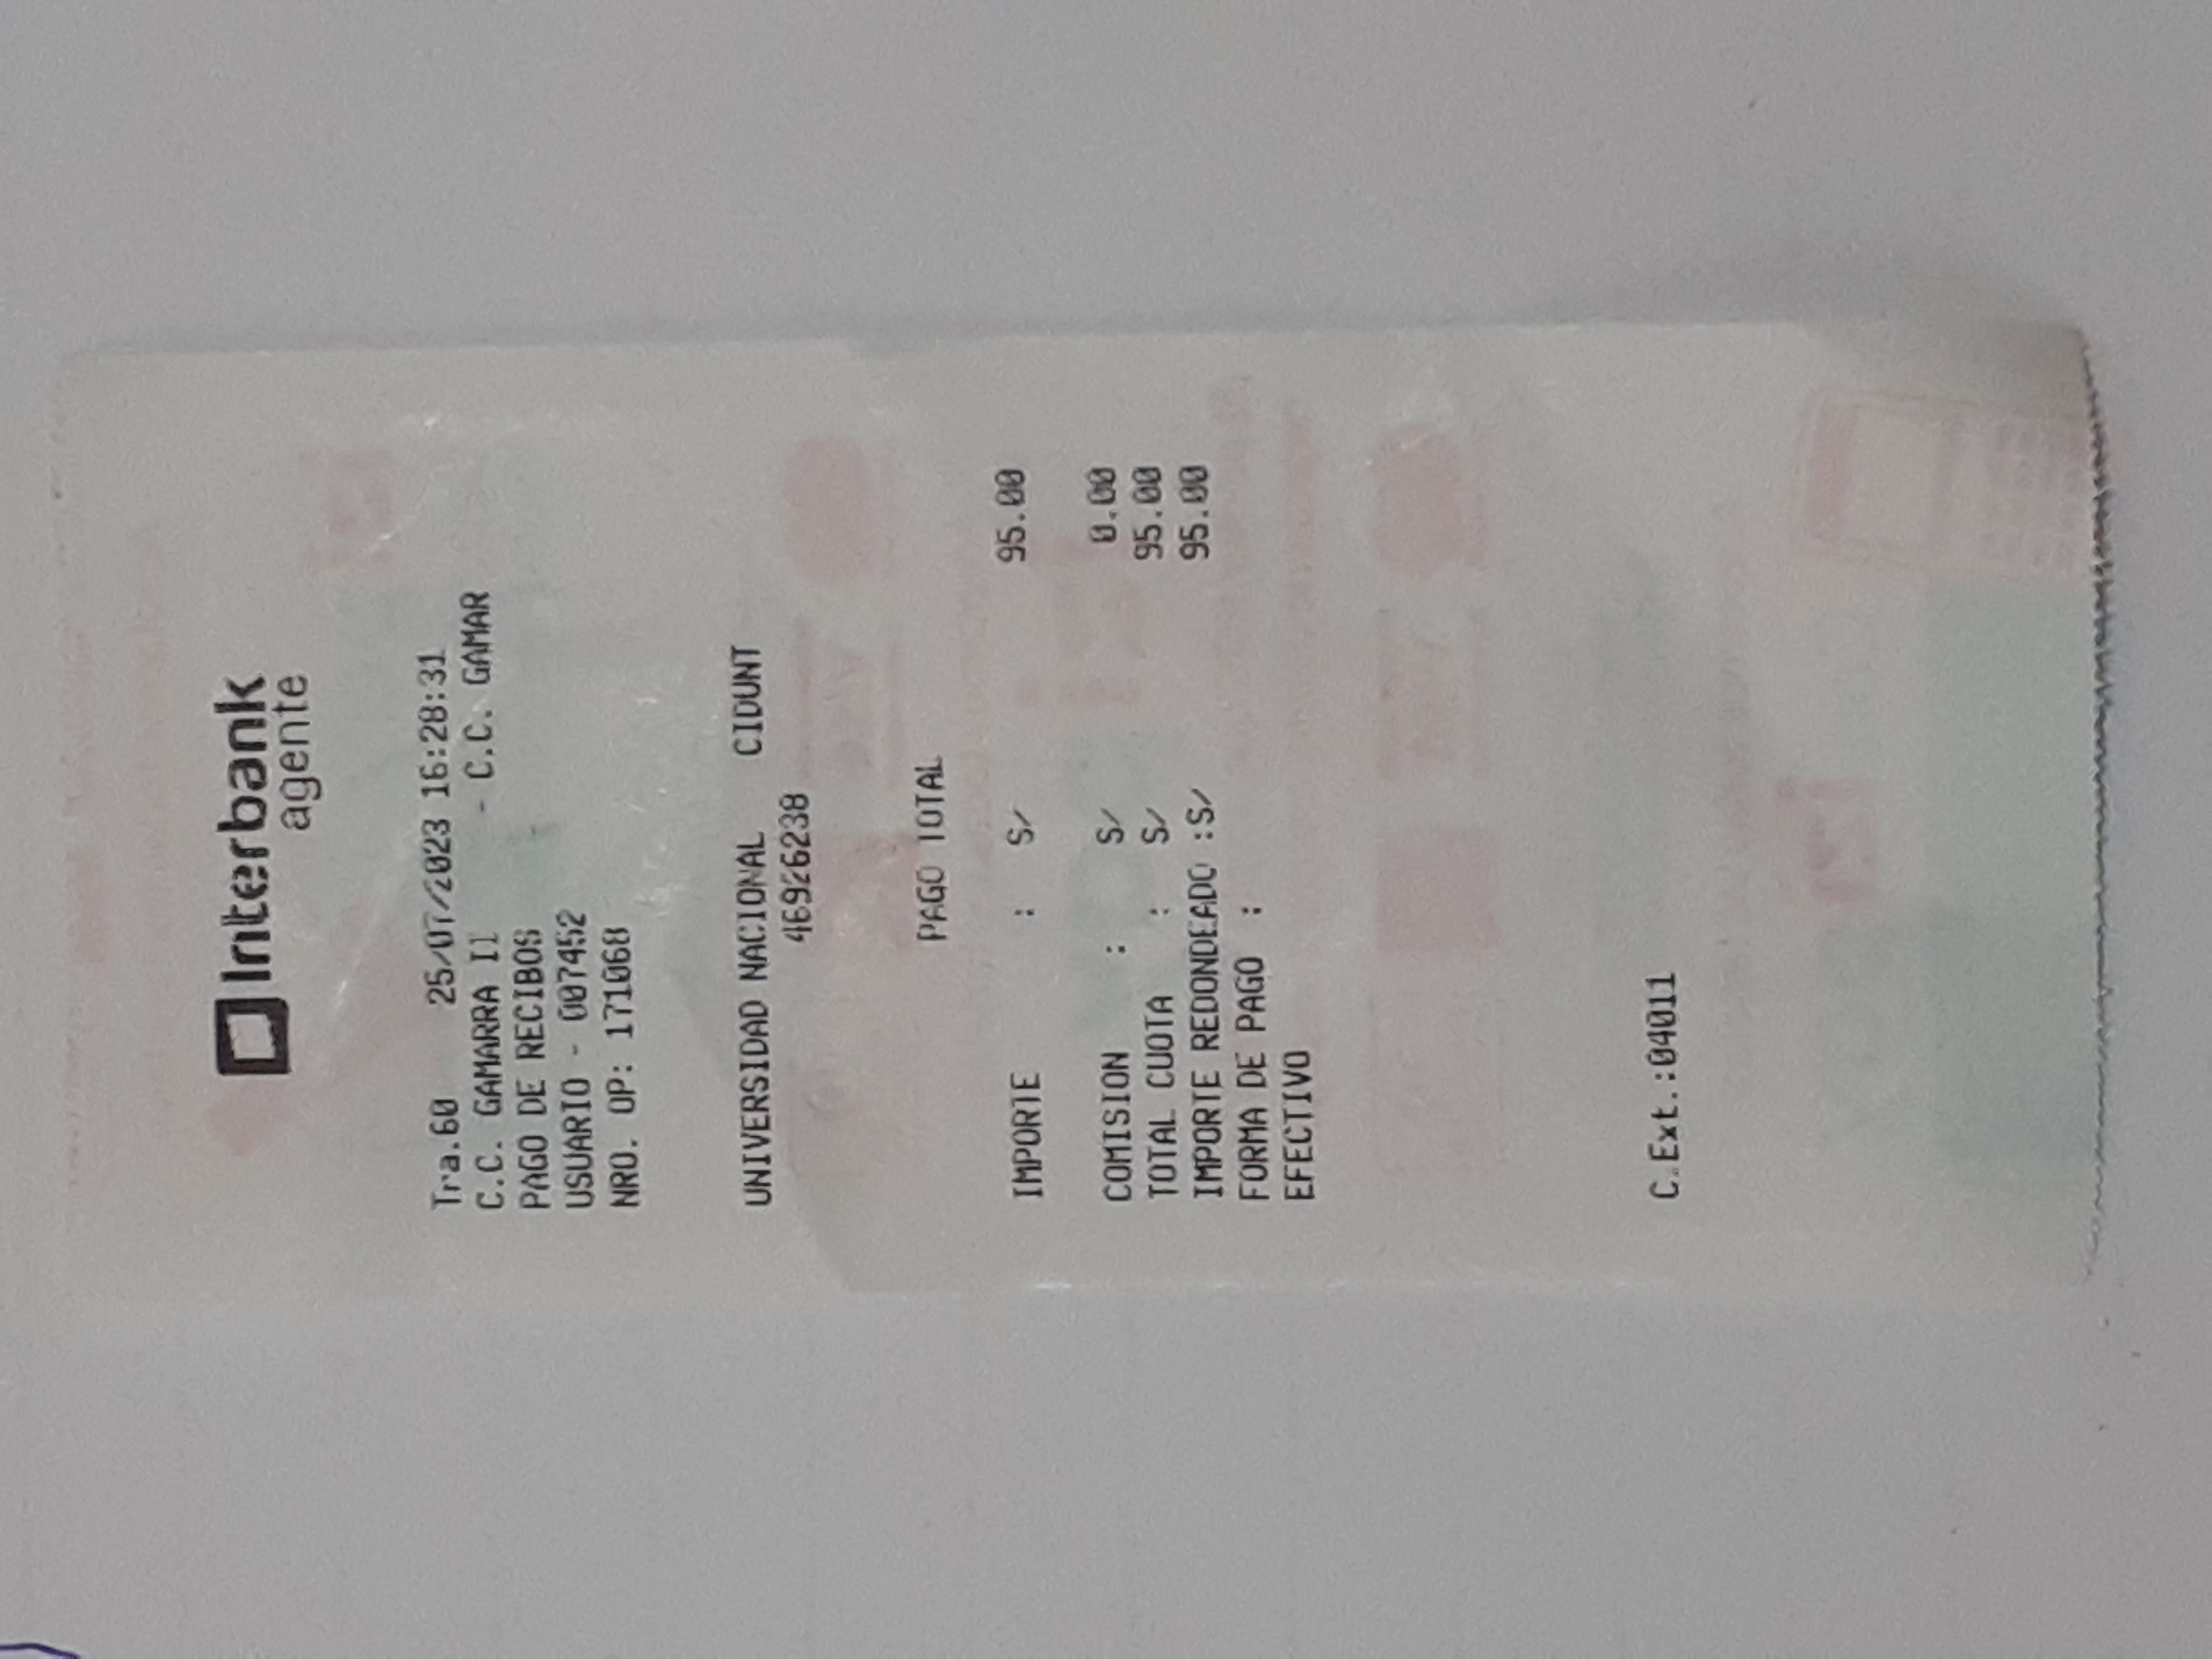 Interbank
agente
Tra.60 25/07/2023 16:28:31
C.C. GAMARRA II - C.C. GAMAR
PAGO DE RECIBOS
USUARIO - 007452
NRO. OP: 171068
UNIVERSIDAD NACIONAL CIDUNT
46926238
PAGO TOTAL
IMPORTE : S/ 95.00
COMISION : S/ 0.00
TOTAL CUOTA : S/ 95.00
IMPORTE REDONDEADO :S/ 95.00
FORMA DE PAGO :
EFECTIVO
C.Ext.:04011